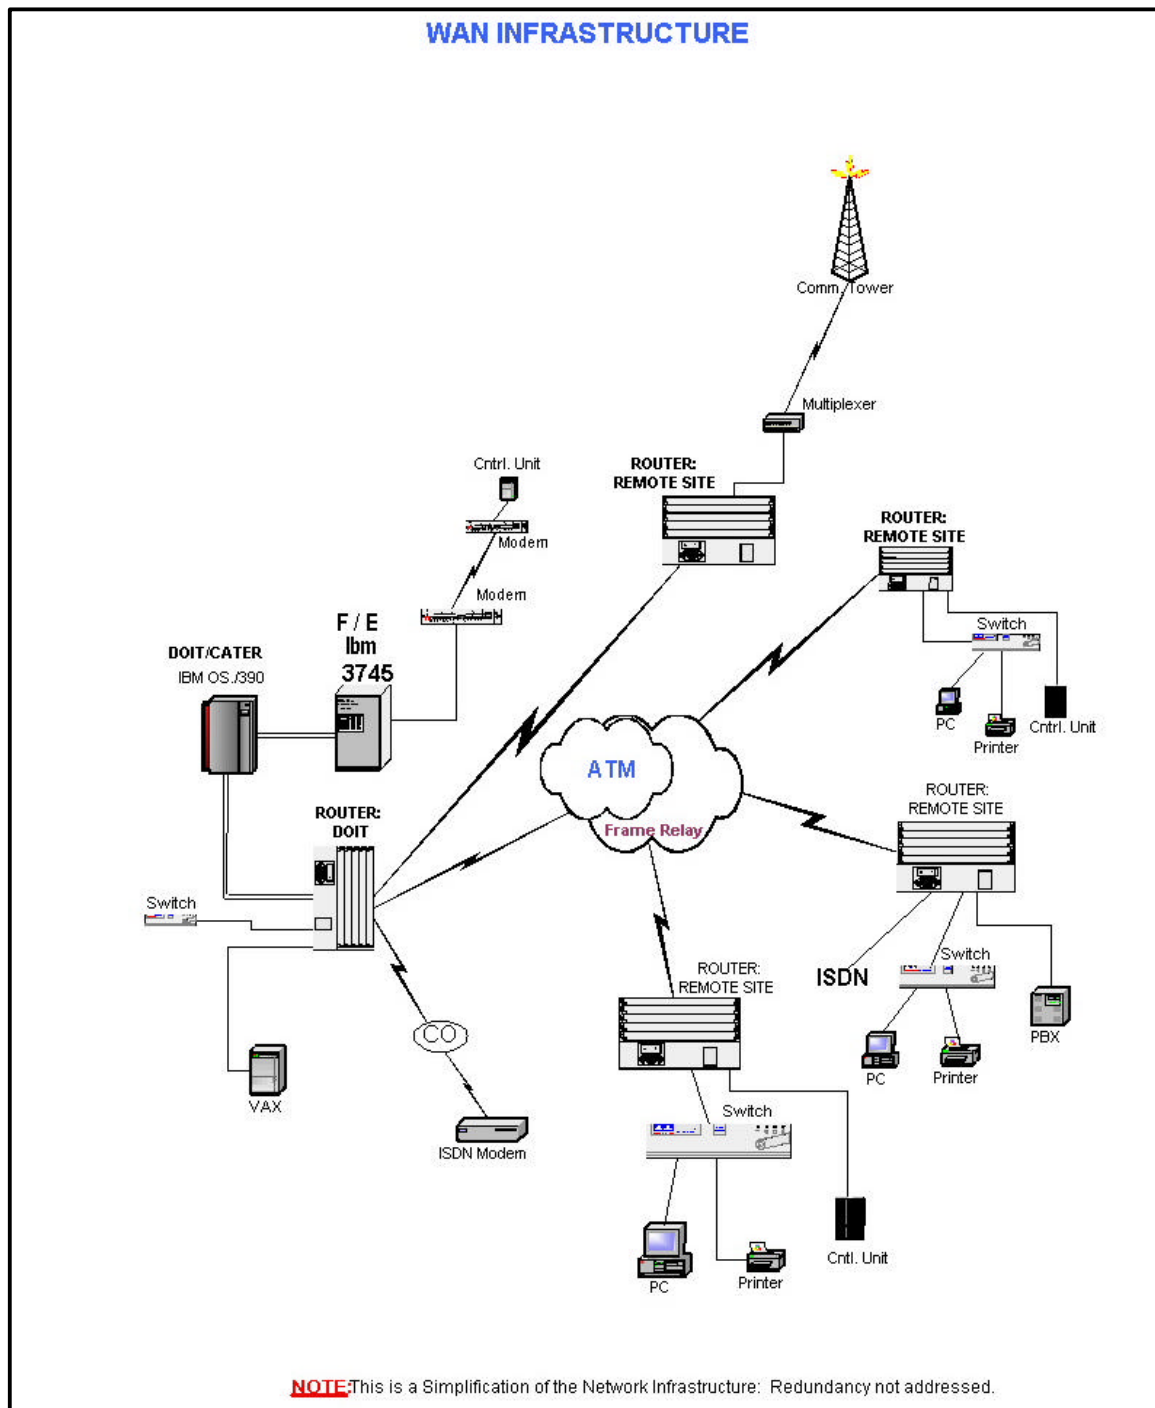 WAN INFRASTRUCTURE
Comm. Tower
Multiplexer
ROUTER:
REMOTE SITE
Cntrl. Unit
Modem
Modem
ROUTER:
REMOTE SITE
Switch
PC
Printer
Cntrl. Unit
F / E
Ibm
3745
DOIT/CATER
IBM OS./390
ATM
Frame Relay
ROUTER:
DOIT
Switch
VAX
CO
ISDN Modem
ROUTER:
REMOTE SITE
ISDN
Switch
PC
Printer
PBX
ROUTER:
REMOTE SITE
Switch
PC
Printer
Cntl. Unit
NOTE:This is a Simplification of the Network Infrastructure: Redundancy not addressed.